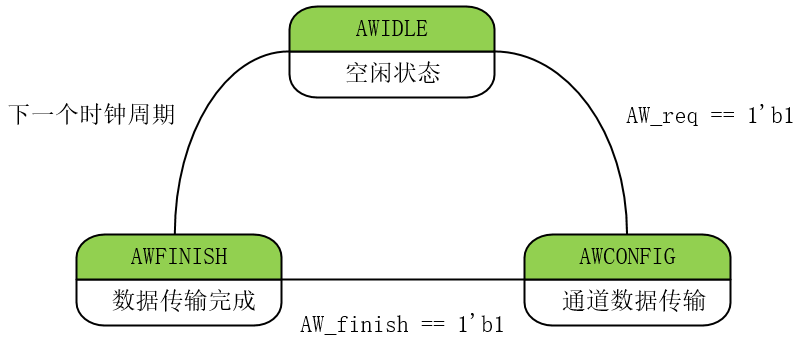 AWIDLE
空闲状态
下一个时钟周期
AW_req == 1'b1
AWFINISH
数据传输完成
AWCONFIG
通道数据传输
AW_finish == 1'b1